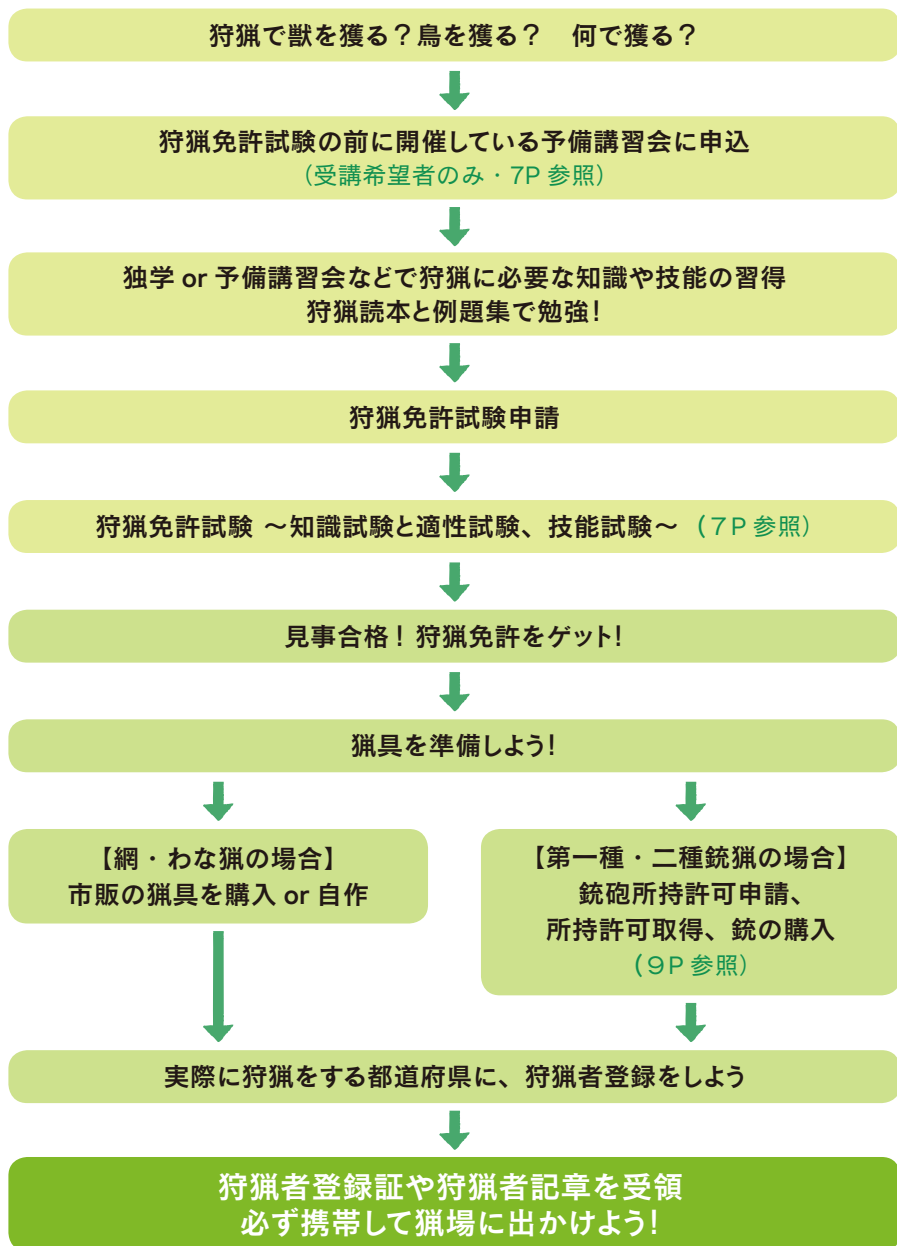 狩猟で獣を獲る？鳥を獲る？　何で獲る？
狩猟免許試験の前に開催している予備講習会に申込
（受講希望者のみ・7P 参照）
独学 or 予備講習会などで狩猟に必要な知識や技能の習得
狩猟読本と例題集で勉強！
狩猟免許試験申請
狩猟免許試験 ～知識試験と適性試験、技能試験～（７P 参照）
見事合格！狩猟免許をゲット！
猟具を準備しよう！
【網・わな猟の場合】
市販の猟具を購入 or 自作
【第一種・二種銃猟の場合】
銃砲所持許可申請、
所持許可取得、銃の購入
（９P 参照）
実際に狩猟をする都道府県に、狩猟者登録をしよう
狩猟者登録証や狩猟者記章を受領
必ず携帯して猟場に出かけよう！